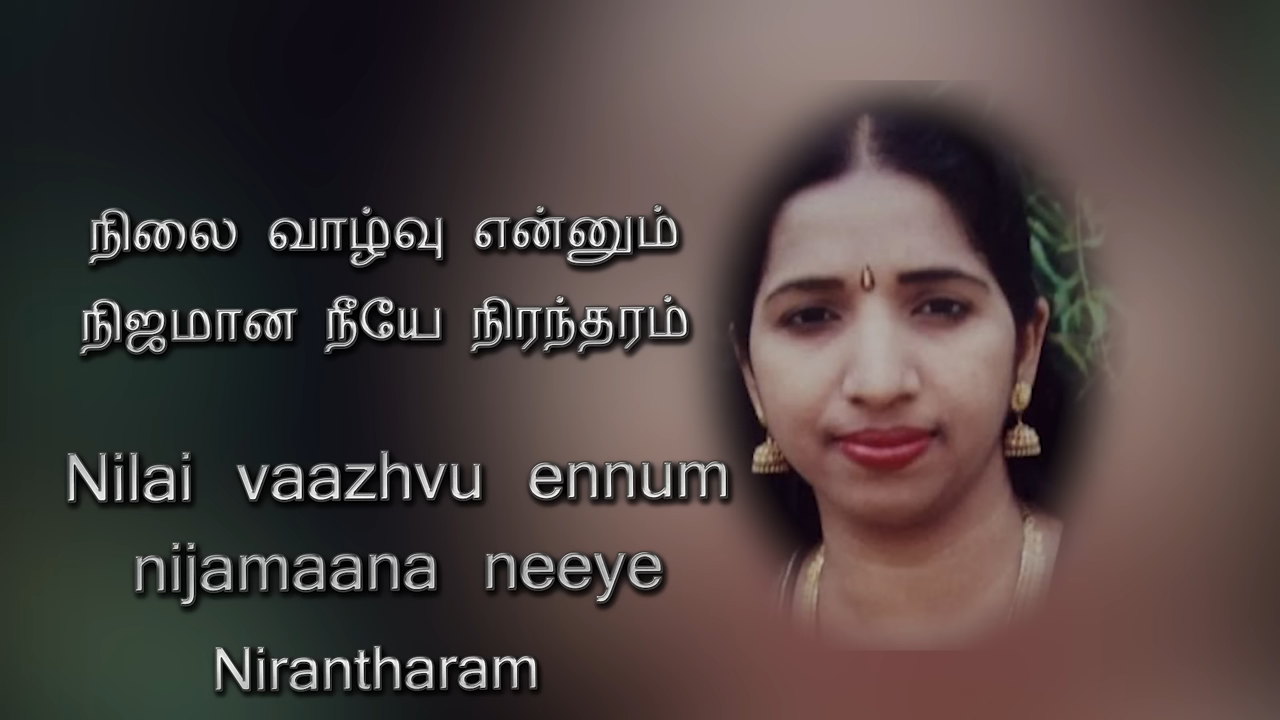 நிலை வாழ்வு என்னும்
நிஜமான நீயே நிரந்தரம்
Nilai vaazhvu ennum
nijamaana neeye
Nirantharam